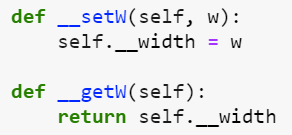 def __setW(self, w):
    self.__width = w
def __getW(self):
    return self.__width